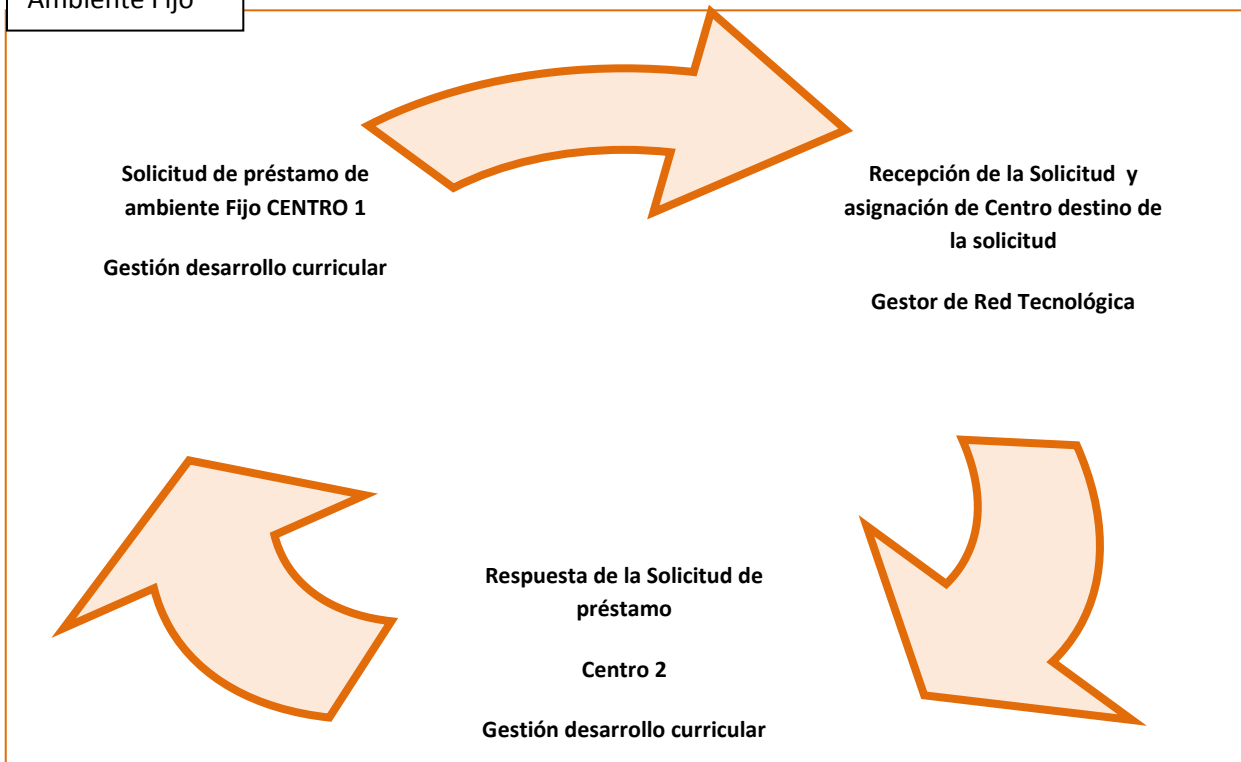 Ambiente Fijo
Solicitud de préstamo de
ambiente Fijo CENTRO 1
Gestión desarrollo curricular
Recepción de la Solicitud y
asignación de Centro destino de
la solicitud
Gestor de Red Tecnológica
Respuesta de la Solicitud de
préstamo
Centro 2
Gestión desarrollo curricular